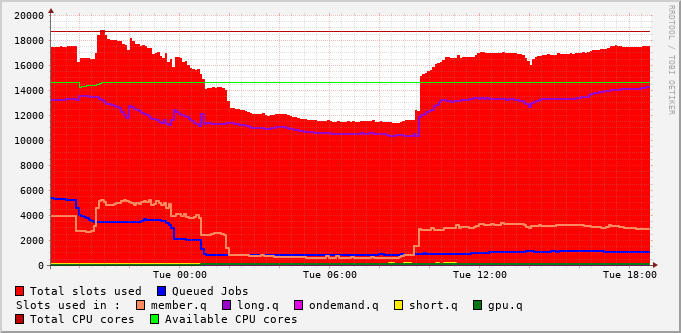 20000
18000
16000
14000
12000
10000
8000
6000
4000
2000
0
Tue 00:00 Tue 06:00 Tue 12:00 Tue 18:00
Total slots used Queued Jobs
Slots used in : member.q long.q ondemand.q short.q gpu.q
Total CPU cores Available CPU cores
RRDTOOL / TOBI OETIKER